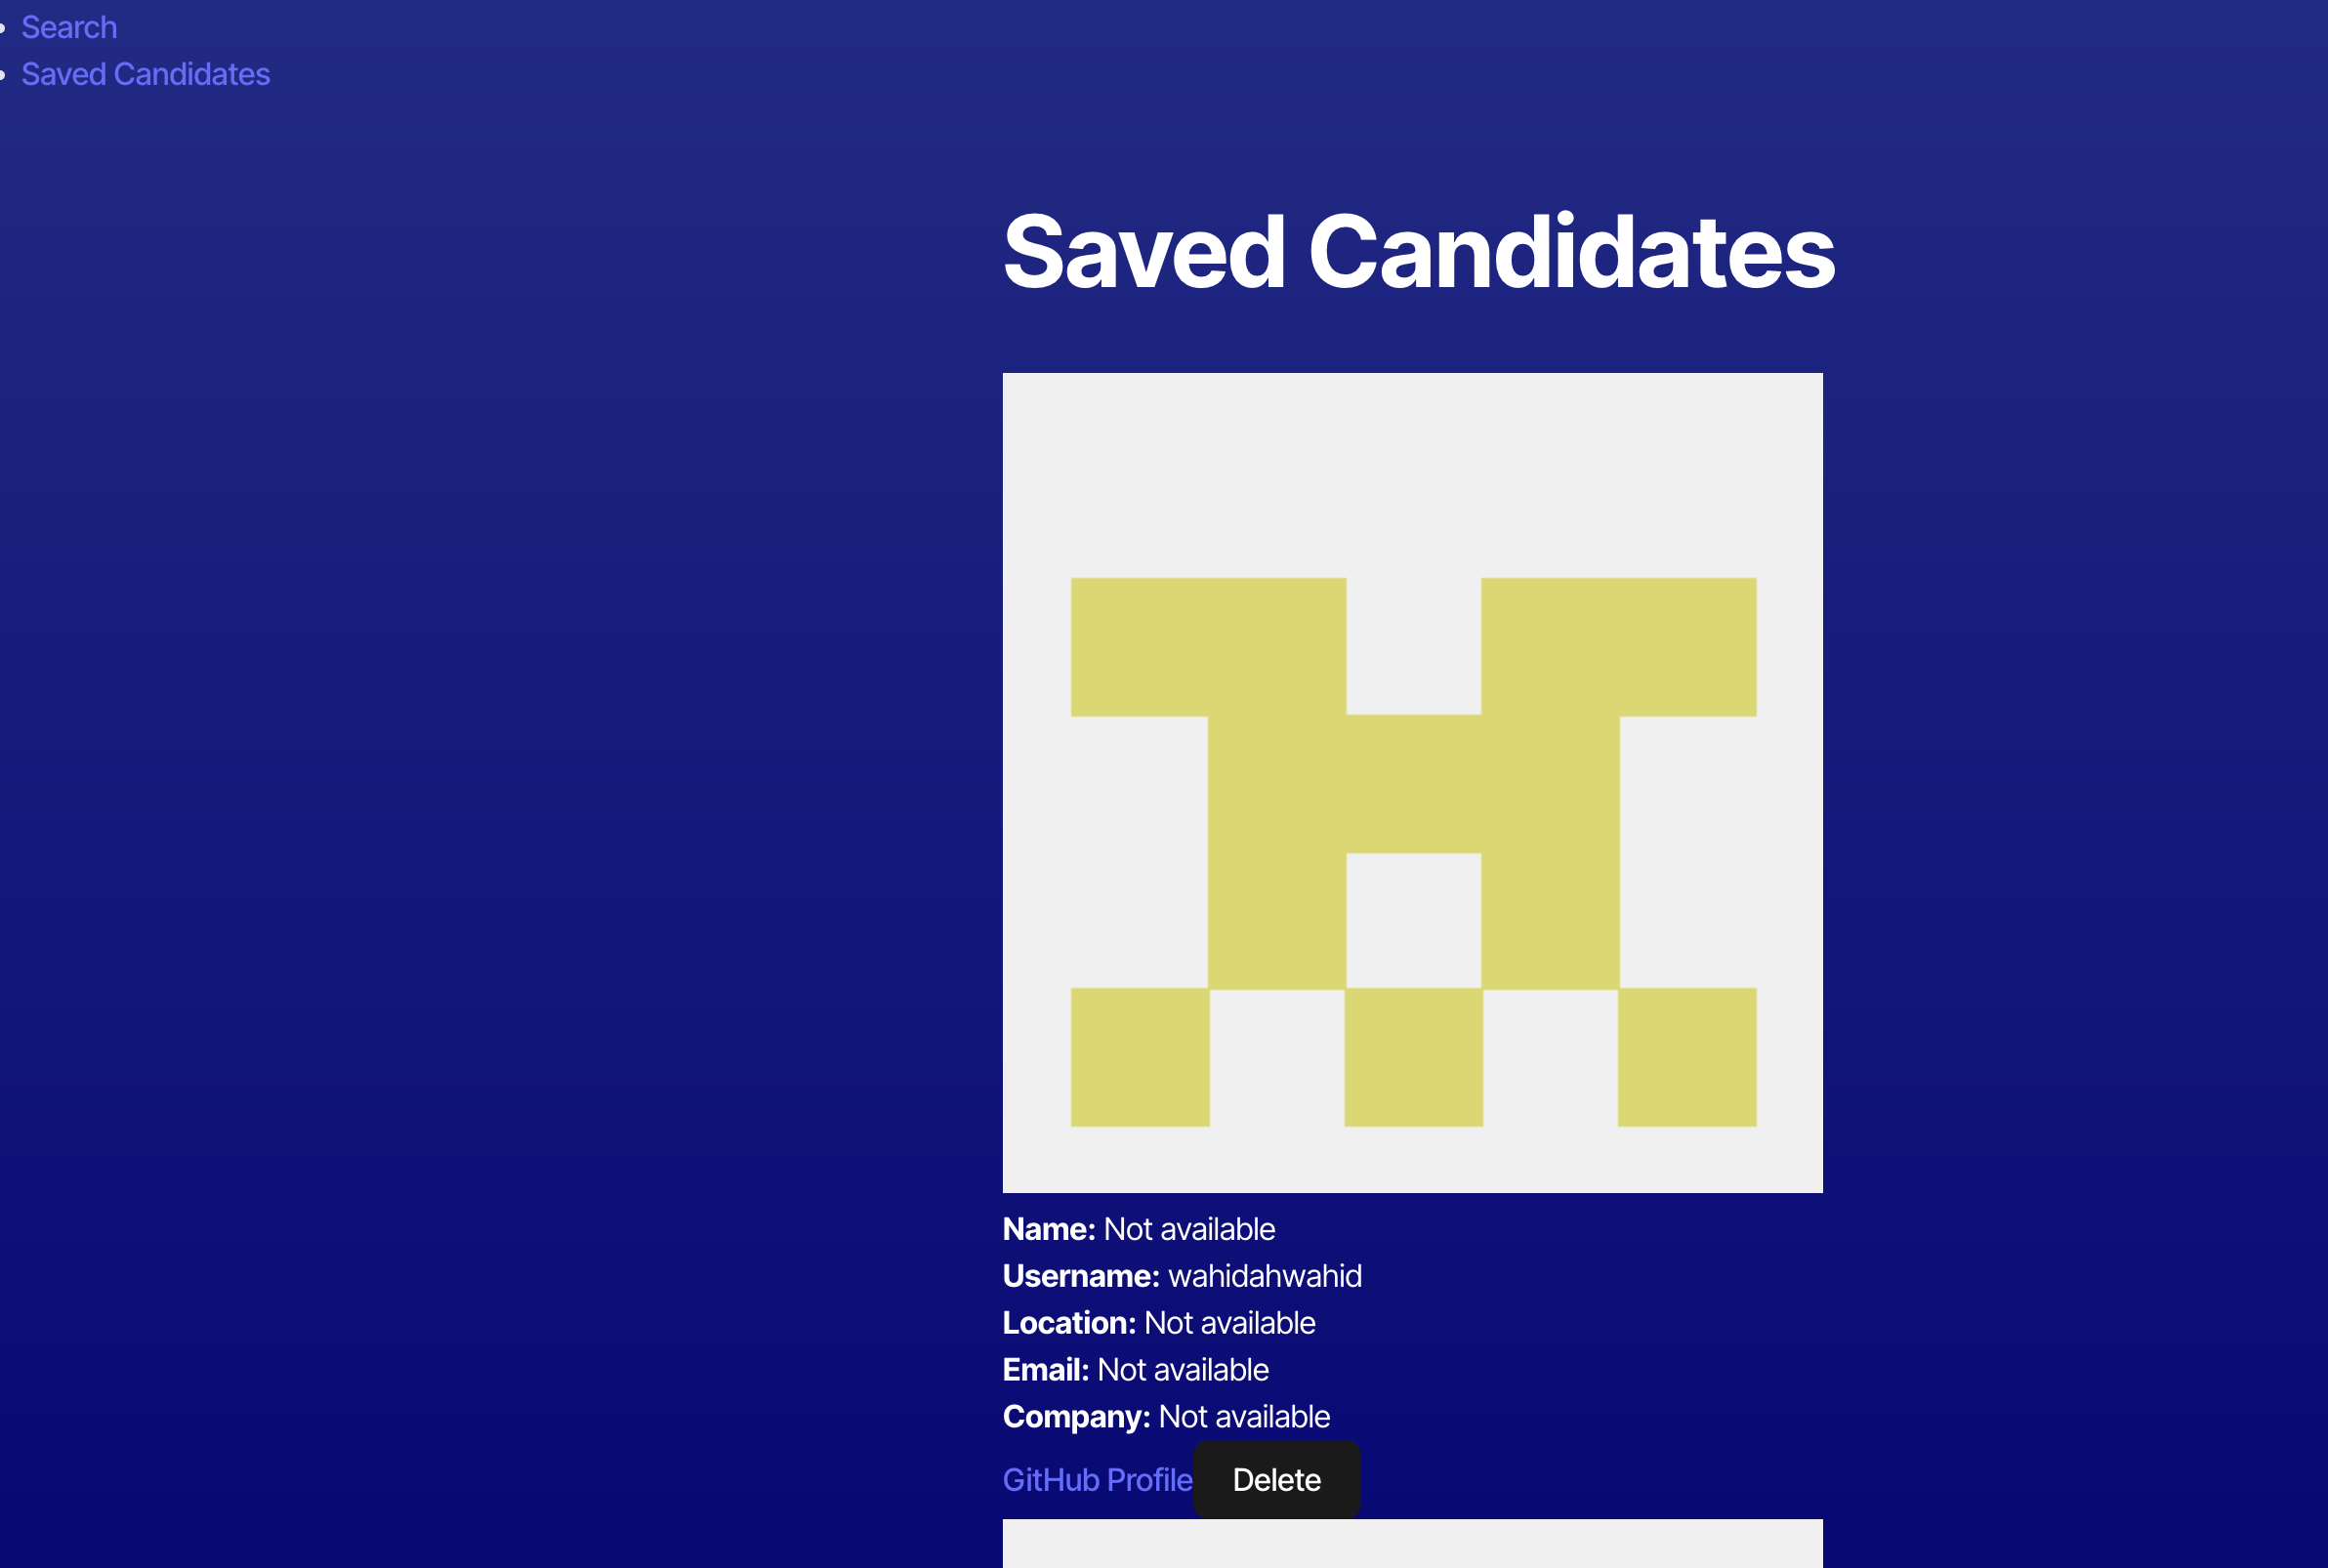 Search
Saved Candidates
Saved Candidates
Name: Not available
Username: wahidahwahid
Location: Not available
Email: Not available
Company: Not available
GitHub Profile Delete